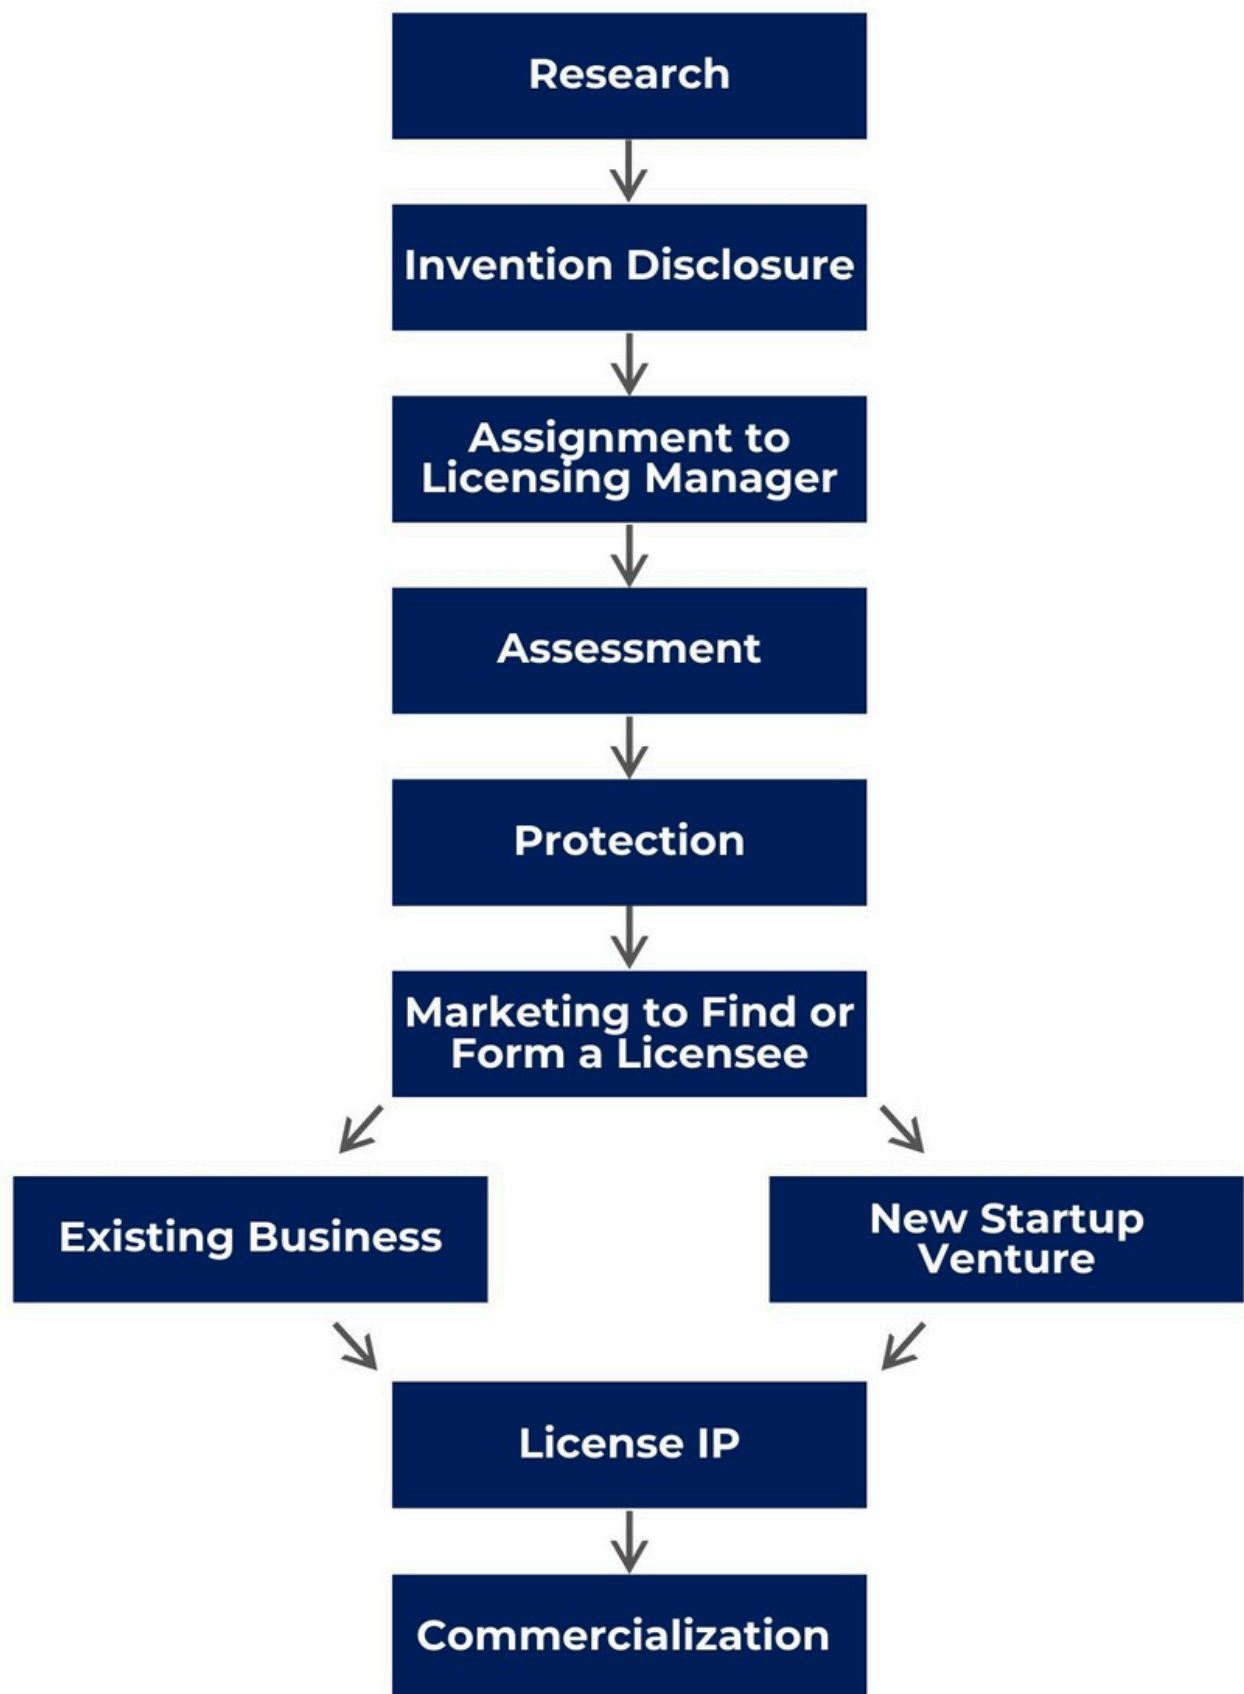 Research
Invention Disclosure
Assignment to
Licensing Manager
Assessment
Protection
Marketing to Find or
Form a Licensee
Existing Business
New Startup
Venture
License IP
Commercialization